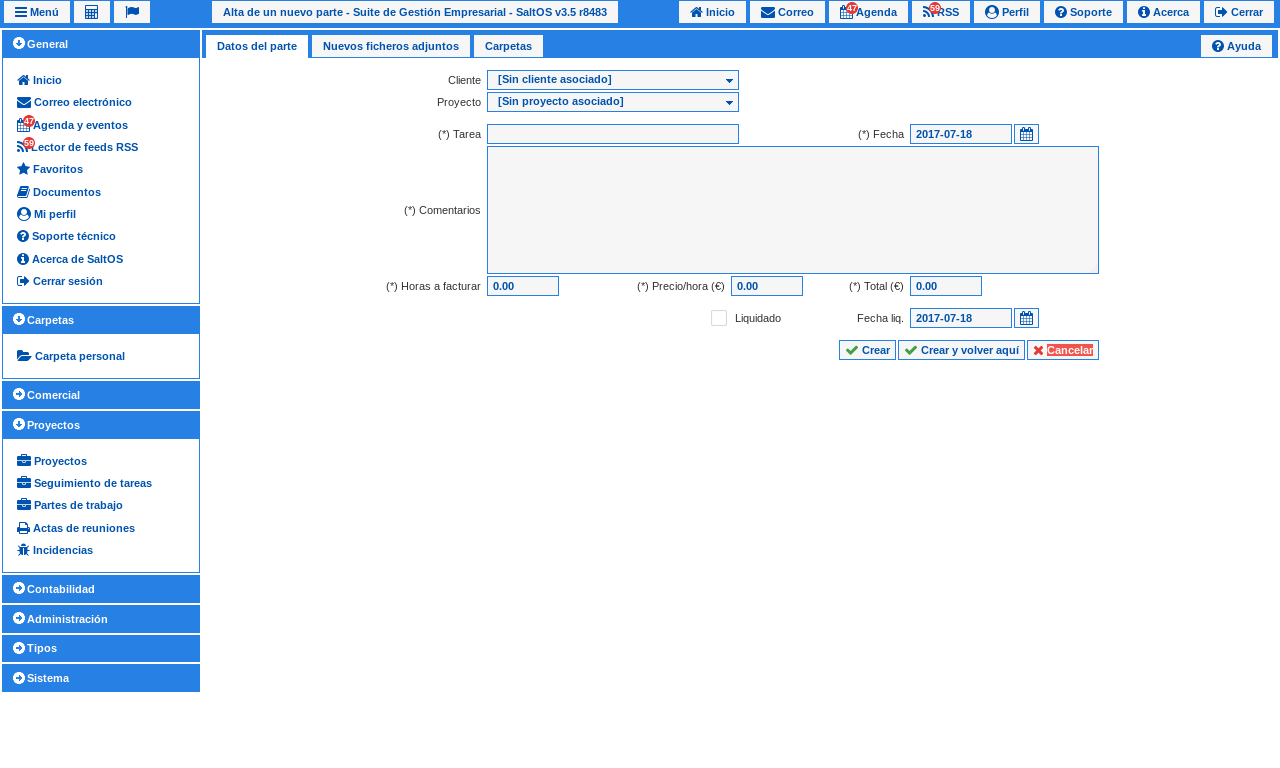 Menú
Alta de un nuevo parte - Suite de Gestión Empresarial - SaltOS v3.5 r8483
Inicio
Correo
47
Agenda
59
RSS
Perfil
Soporte
Acerca
Cerrar
General
Inicio
Correo electrónico
47
Agenda y eventos
59
Lector de feeds RSS
Favoritos
Documentos
Mi perfil
Soporte técnico
Acerca de SaltOS
Cerrar sesión
Carpetas
Carpeta personal
Comercial
Proyectos
Proyectos
Seguimiento de tareas
Partes de trabajo
Actas de reuniones
Incidencias
Contabilidad
Administración
Tipos
Sistema
Datos del parte
Nuevos ficheros adjuntos
Carpetas
Ayuda
Cliente [Sin cliente asociado]
Proyecto [Sin proyecto asociado]
(*) Tarea
(*) Fecha 2017-07-18
(*) Comentarios
(*) Horas a facturar 0.00
(*) Precio/hora (€) 0.00
(*) Total (€) 0.00
Liquidado
Fecha liq. 2017-07-18
Crear
Crear y volver aquí
Cancelar